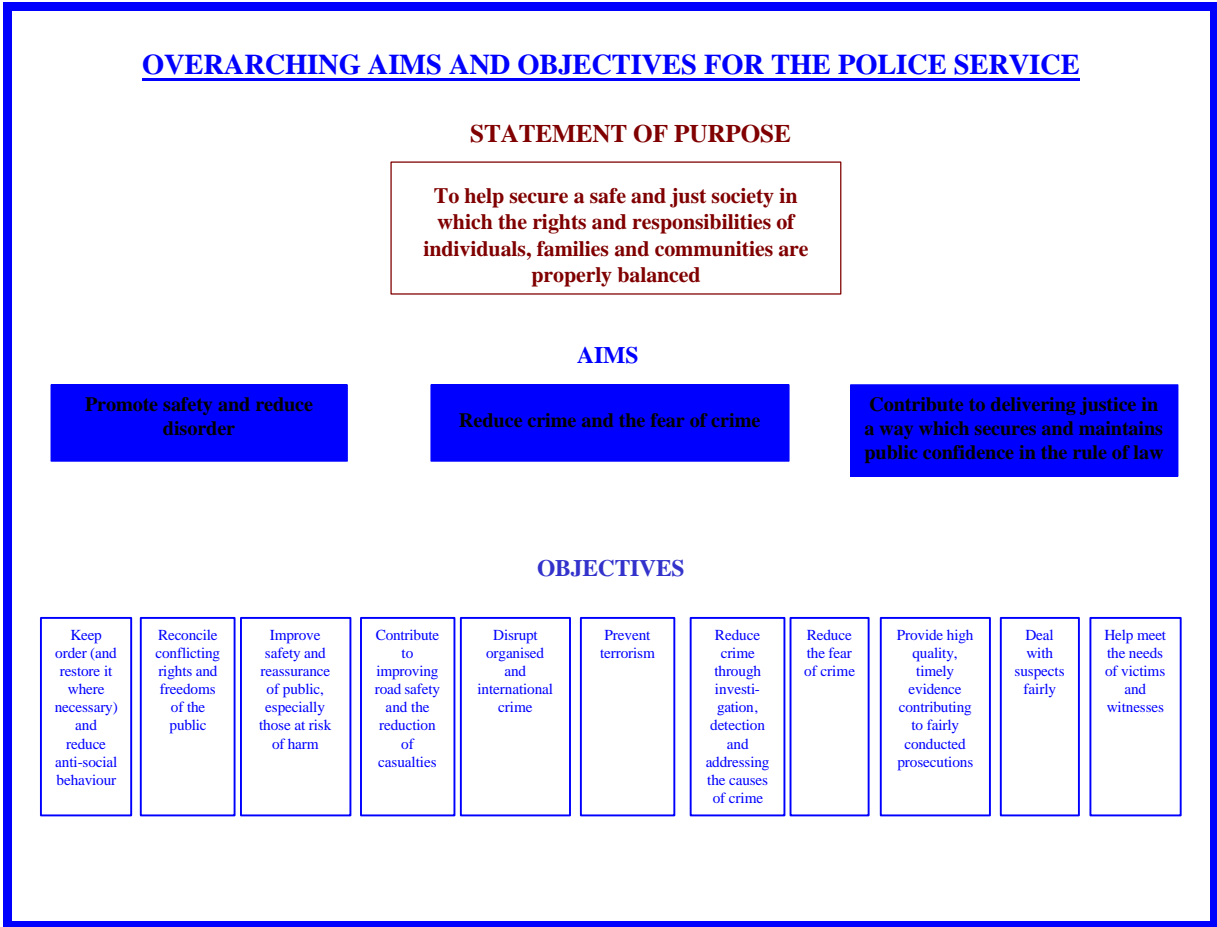 OVERARCHING AIMS AND OBJECTIVES FOR THE POLICE SERVICE
STATEMENT OF PURPOSE
To help secure a safe and just society in
which the rights and responsibilities of
individuals, families and communities are
properly balanced
AIMS
Promote safety and reduce
disorder
Reduce crime and the fear of crime
Contribute to delivering justice in
a way which secures and maintains
public confidence in the rule of law
OBJECTIVES
Keep
order (and
restore it
where
necessary)
and
reduce
anti-social
behaviour
Reconcile
conflicting
rights and
freedoms
of the
public
Improve
safety and
reassurance
of public,
especially
those at risk
of harm
Contribute
to
improving
road safety
and the
reduction
of
casualties
Disrupt
organised
and
international
crime
Prevent
terrorism
Reduce
crime
through
investi-
gation,
detection
and
addressing
the causes
of crime
Reduce
the fear
of crime
Provide high
quality,
timely
evidence
contributing
to fairly
conducted
prosecutions
Deal
with
suspects
fairly
Help meet
the needs
of victims
and
witnesses